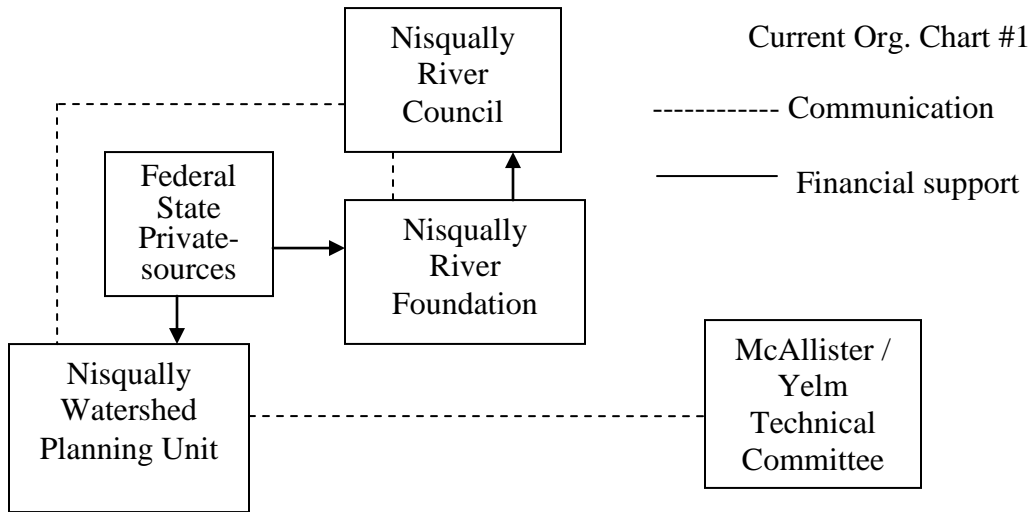 Nisqually
River
Council
Current Org. Chart #1
Communication
Financial support
Federal
State
Private-
sources
Nisqually
River
Foundation
Nisqually
Watershed
Planning Unit
McAllister /
Yelm
Technical
Committee